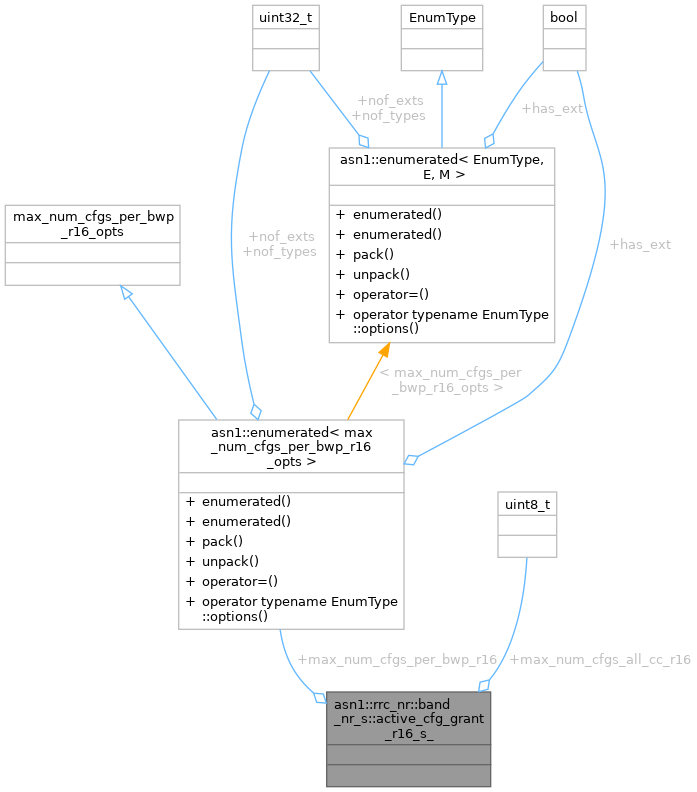 uint32_t
EnumType
bool
+nof_exts
+nof_types
+has_ext
asn1::enumerated< EnumType,
E, M >
+ enumerated()
+ enumerated()
+ pack()
+ unpack()
+ operator=()
+ operator typename EnumType
::options()
max_num_cfgs_per_bwp
_r16_opts
+nof_exts
+nof_types
+has_ext
< max_num_cfgs_per
_bwp_r16_opts >
asn1::enumerated< max
_num_cfgs_per_bwp_r16
_opts >
+ enumerated()
+ enumerated()
+ pack()
+ unpack()
+ operator=()
+ operator typename EnumType
::options()
uint8_t
+max_num_cfgs_per_bwp_r16
+max_num_cfgs_all_cc_r16
asn1::rrc_nr::band
_nr_s::active_cfg_grant
_r16_s_